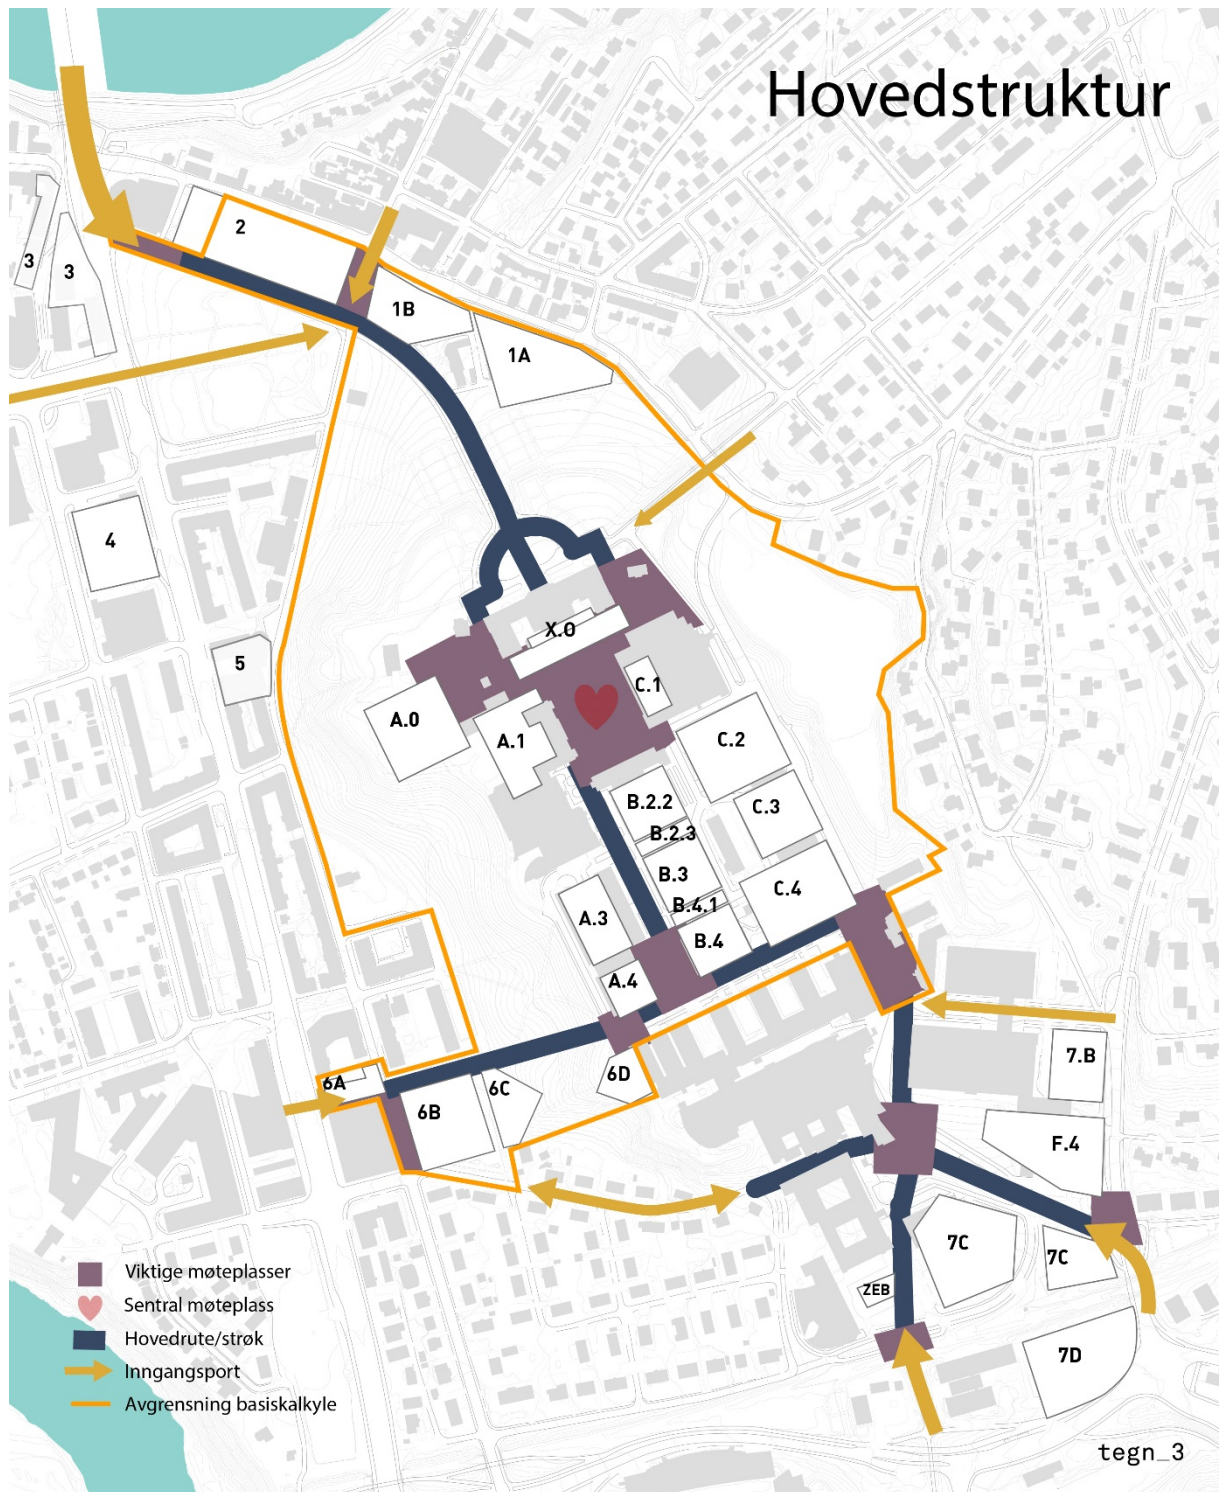 Hovedstruktur
2
3
3
1B
1A
4
5
X.O
C.1
A.0
A.1
C.2
B.2.2
C.3
B.2.3
B.3
C.4
B.4.1
A.3
B.4
A.4
6A
6B
6C
6D
7.B
F.4
7C
7C
ZEB
7D
Viktige møteplasser
Sentral møteplass
Hovedrute/strøk
Inngangsport
Avgrensning basiskalkyle
tegn_3